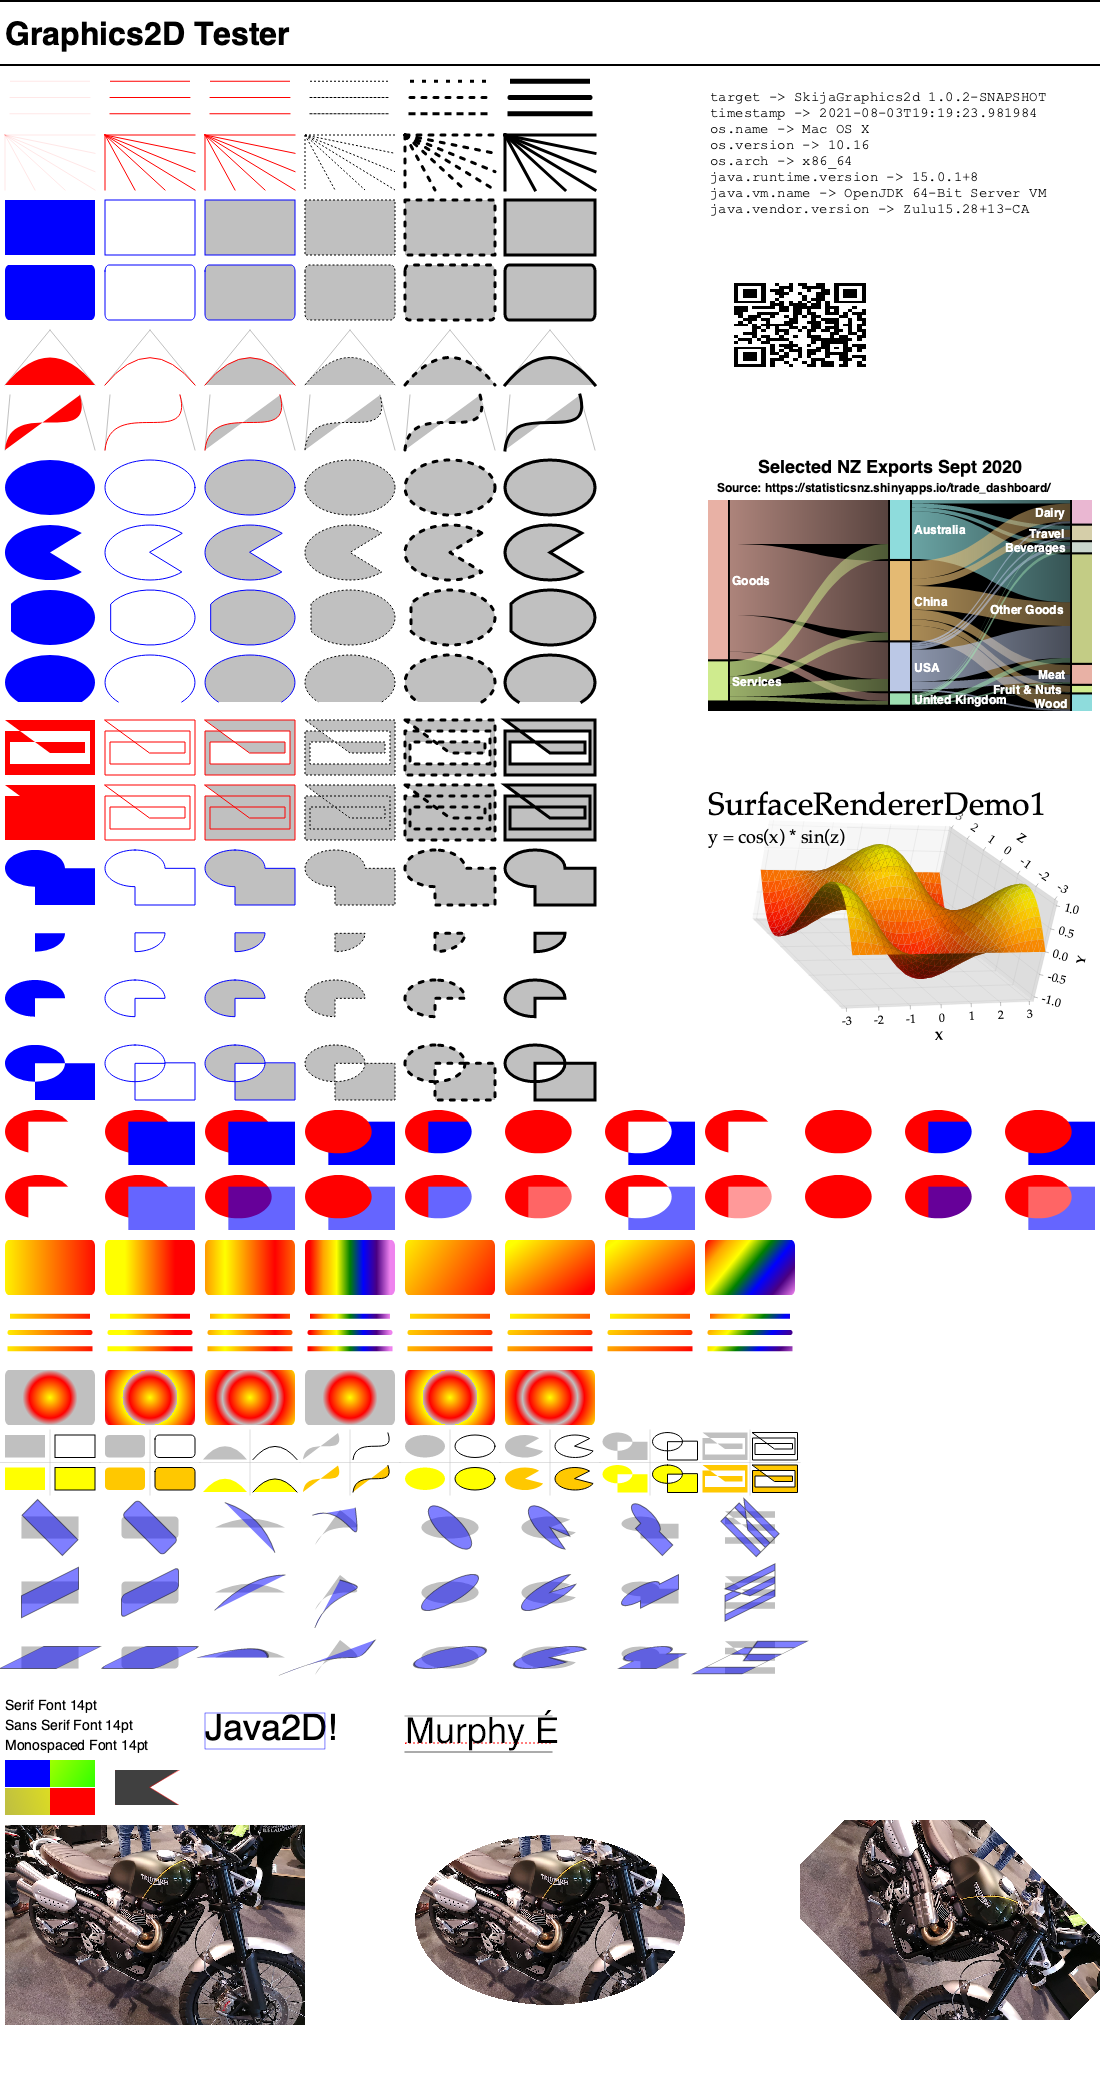 Graphics2D Tester
target -> SkijaGraphics2d 1.0.2-SNAPSHOT
timestamp -> 2021-08-03T19:19:23.981984
os.name -> Mac OS X
os.version -> 10.16
os.arch -> x86_64
java.runtime.version -> 15.0.1+8
java.vm.name -> OpenJDK 64-Bit Server VM
java.vendor.version -> Zulu15.28+13-CA
Selected NZ Exports Sept 2020
Source: https://statisticsnz.shinyapps.io/trade_dashboard/
Goods
Services
Australia
China
USA
United Kingdom
Dairy
Travel
Beverages
Other Goods
Meat
Fruit & Nuts
Wood
SurfaceRendererDemo1
y = cos(x) * sin(z)
3
2
1
0
-1
-2
-3
Z
1.0
0.5
0.0
-0.5
-1.0
Y
-3 -2 -1 0 1 2 3
X
Serif Font 14pt
Sans Serif Font 14pt
Monospaced Font 14pt
Java2D!
Murphy É
TRIUMPH
TRIUMPH
TRIUMPH